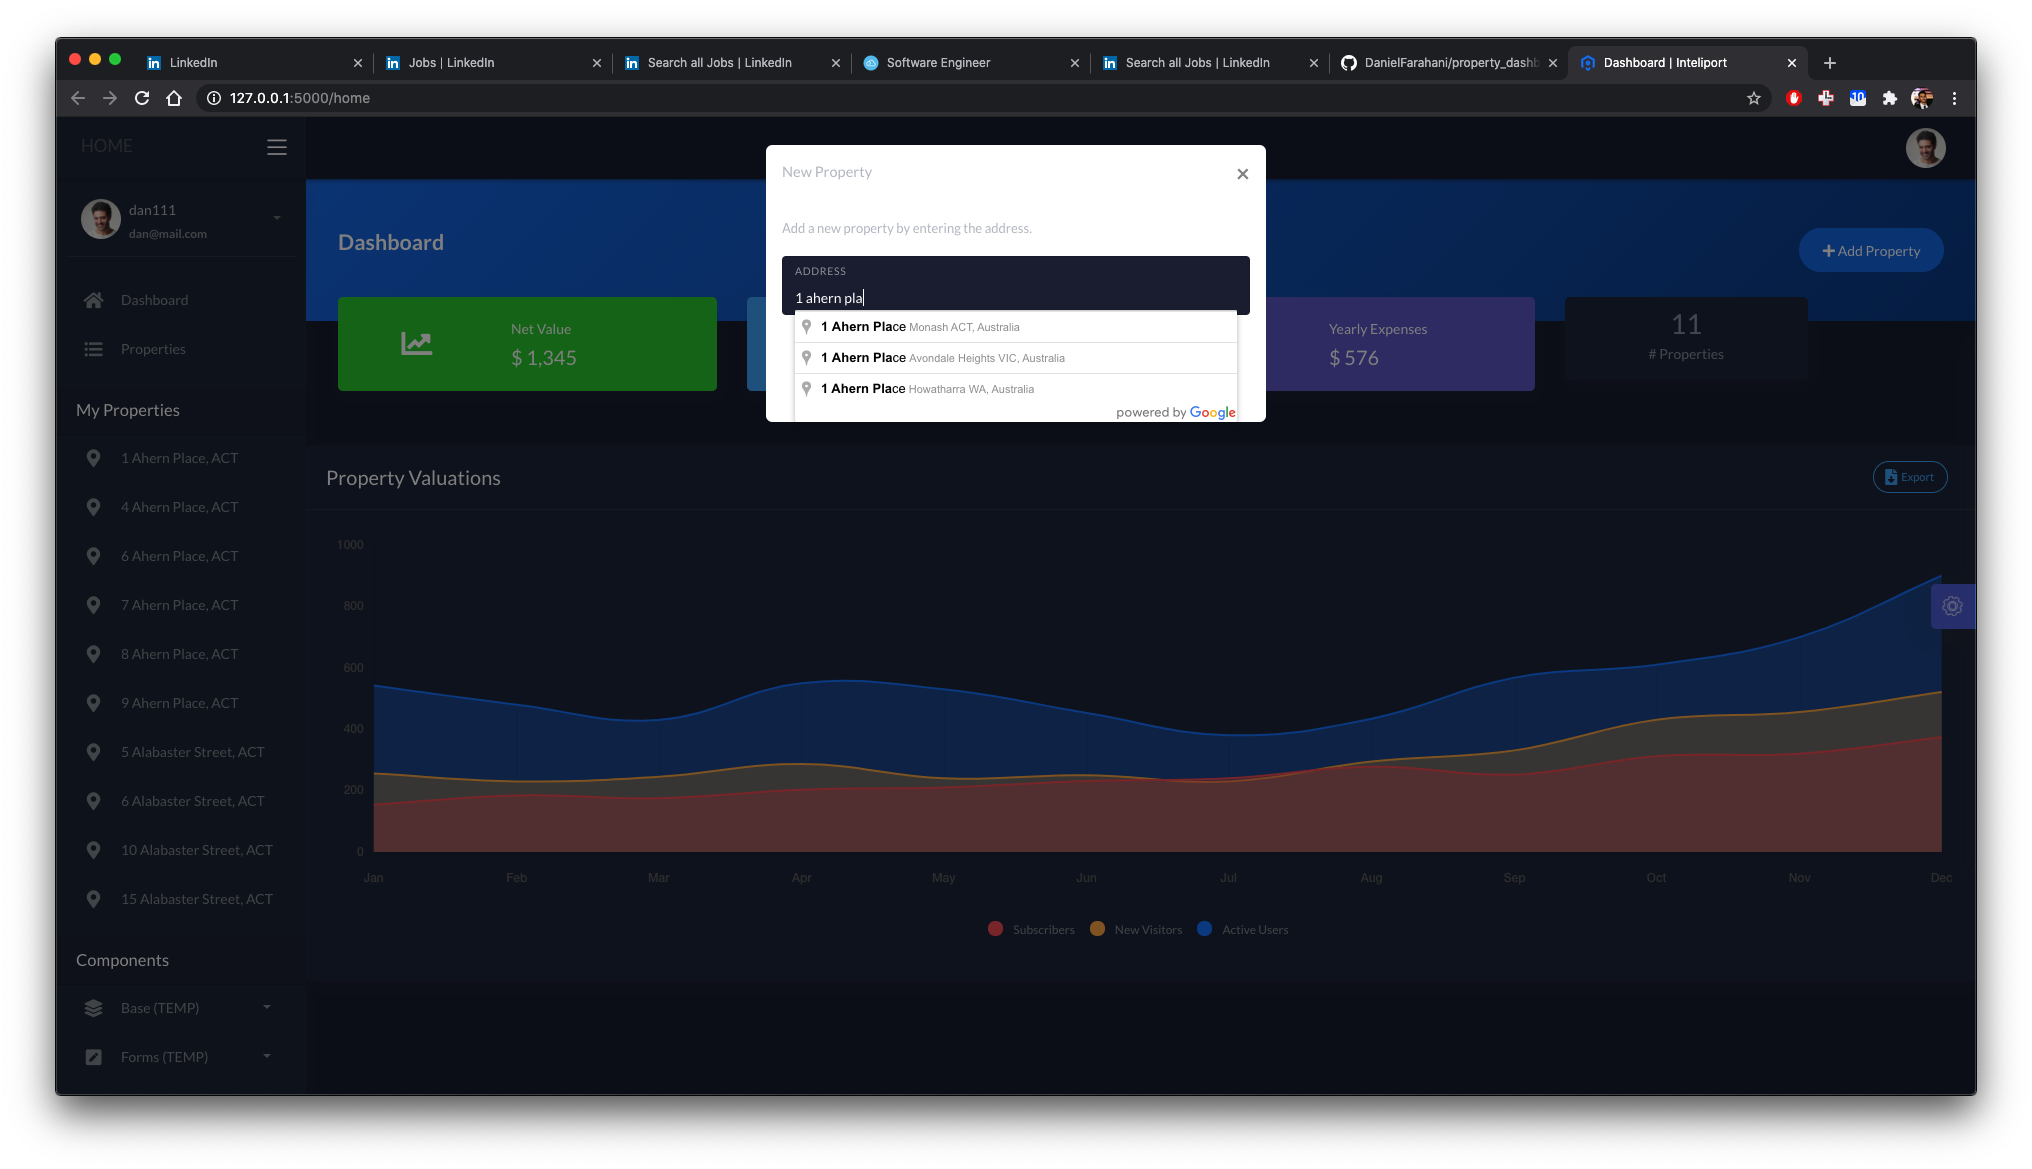 LinkedIn
Jobs | LinkedIn
Search all Jobs | LinkedIn
Software Engineer
Search all Jobs | LinkedIn
DanielFarahani/property_dashb
Dashboard | Inteliport
127.0.0.1:5000/home
10
HOME
dan111
dan@mail.com
Dashboard
Properties
My Properties
1 Ahern Place, ACT
4 Ahern Place, ACT
6 Ahern Place, ACT
7 Ahern Place, ACT
8 Ahern Place, ACT
9 Ahern Place, ACT
5 Alabaster Street, ACT
6 Alabaster Street, ACT
10 Alabaster Street, ACT
15 Alabaster Street, ACT
Components
Base (TEMP)
Forms (TEMP)
Dashboard
Add Property
Net Value
$ 1,345
Yearly Expenses
$ 576
11
# Properties
New Property
Add a new property by entering the address.
ADDRESS
1 ahern pla
1 Ahern Place Monash ACT, Australia
1 Ahern Place Avondale Heights VIC, Australia
1 Ahern Place Howatharra WA, Australia
powered by Google
Property Valuations
Export
1000
800
600
400
200
0
Jan Feb Mar Apr May Jun Jul Aug Sep Oct Nov Dec
Subscribers New Visitors Active Users